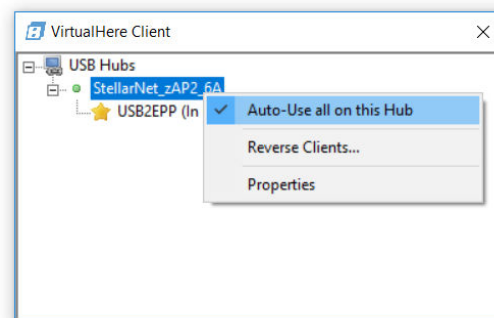 VirtualHere Client
USB Hubs
StellarNet_zAP2_6A
USB2EPP (In
Auto-Use all on this Hub
Reverse Clients...
Properties